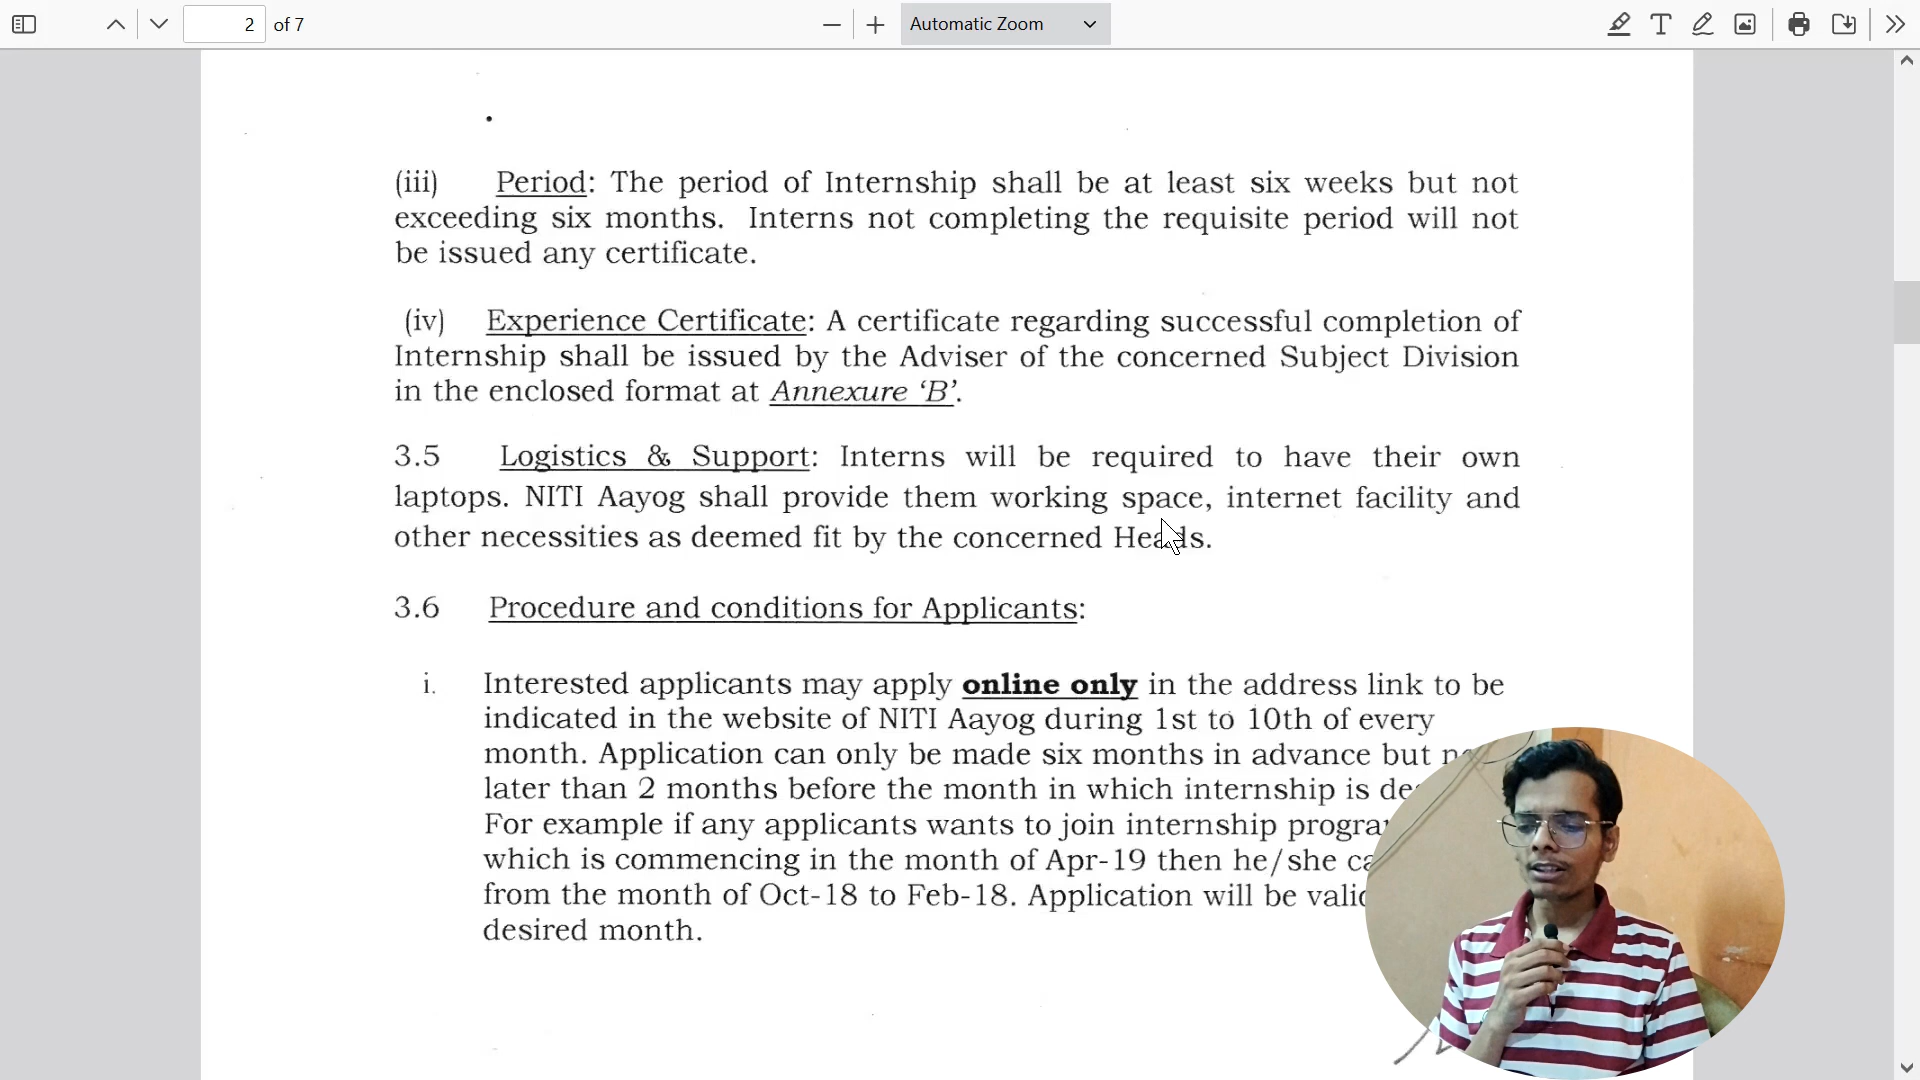 2 of 7 Automatic Zoom
(iii) Period: The period of Internship shall be at least six weeks but not
exceeding six months. Interns not completing the requisite period will not
be issued any certificate.
(iv) Experience Certificate: A certificate regarding successful completion of
Internship shall be issued by the Adviser of the concerned Subject Division
in the enclosed format at Annexure ‘B’.
3.5 Logistics & Support: Interns will be required to have their own
laptops. NITI Aayog shall provide them working space, internet facility and
other necessities as deemed fit by the concerned Heads.
3.6 Procedure and conditions for Applicants:
i. Interested applicants may apply online only in the address link to be
indicated in the website of NITI Aayog during 1st to 10th of every
month. Application can only be made six months in advance but
later than 2 months before the month in which internship is
For example if any applicants wants to join internship
which is commencing in the month of Apr-19 then he/she
from the month of Oct-18 to Feb-18. Application will be
desired month.